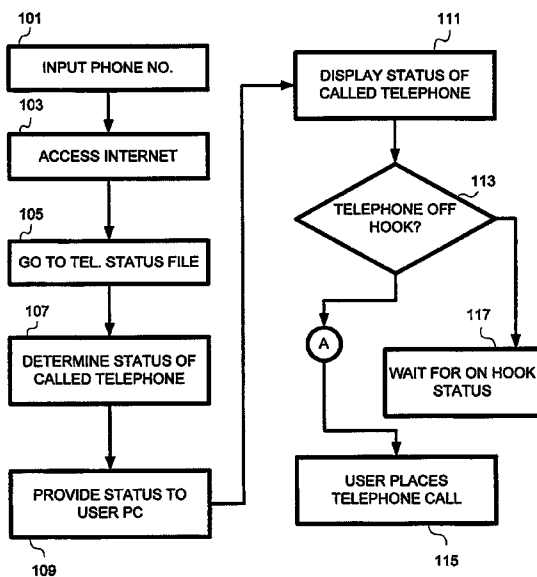 101
INPUT PHONE NO.
103
ACCESS INTERNET
105
GO TO TEL. STATUS FILE
107
DETERMINE STATUS OF
CALLED TELEPHONE
PROVIDE STATUS TO
USER PC
109
111
DISPLAY STATUS OF
CALLED TELEPHONE
113
TELEPHONE OFF
HOOK?
A
117
WAIT FOR ON HOOK
STATUS
USER PLACES
TELEPHONE CALL
115